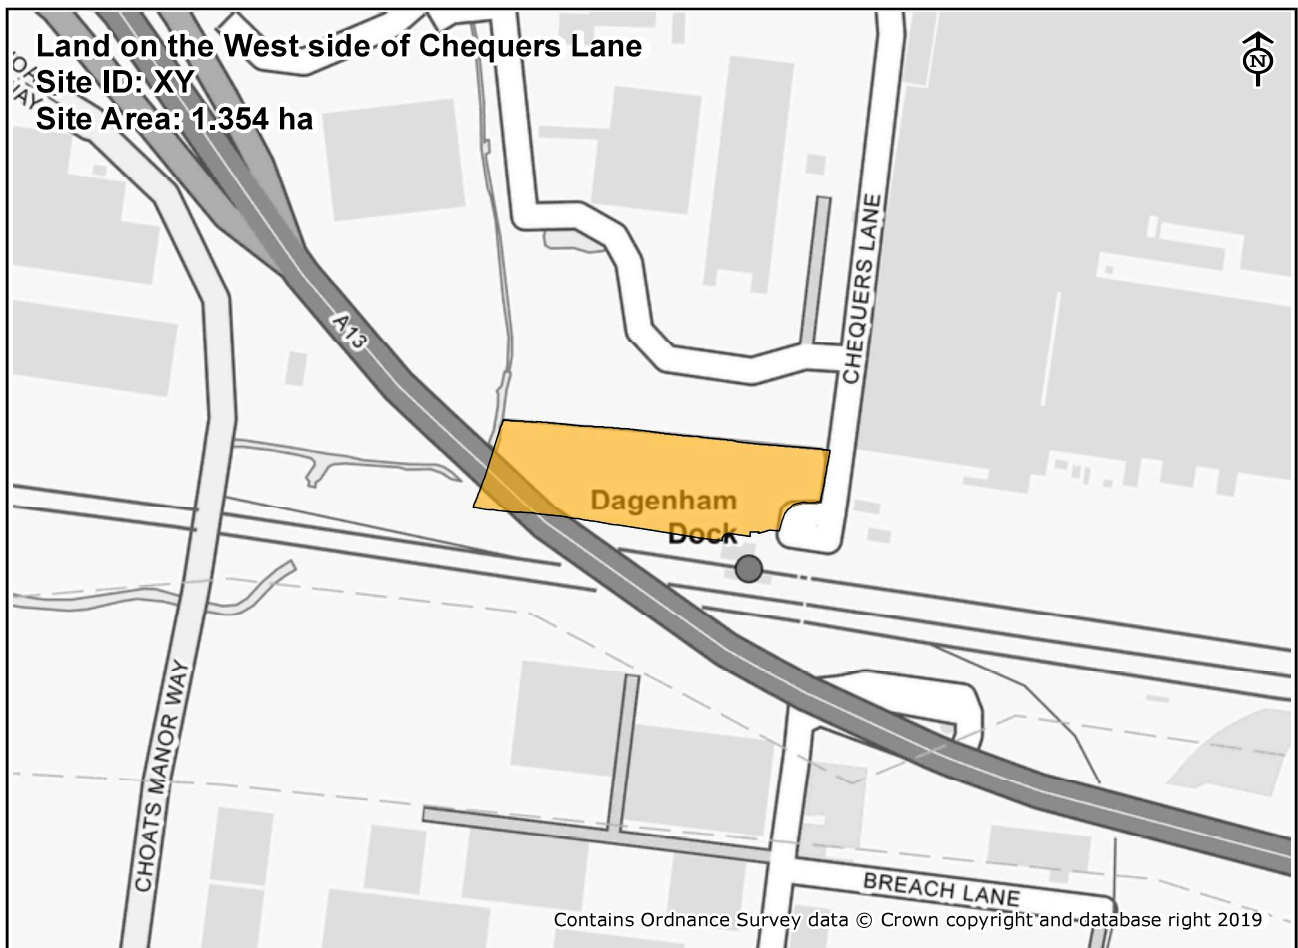 Land on the West side of Chequers Lane
Site ID: XY
Site Area: 1.354 ha
N
A13
CHEQUERS LANE
Dagenham
Dock
CHOATS MANOR WAY
BREACH LANE
Contains Ordnance Survey data © Crown copyright and database right 2019